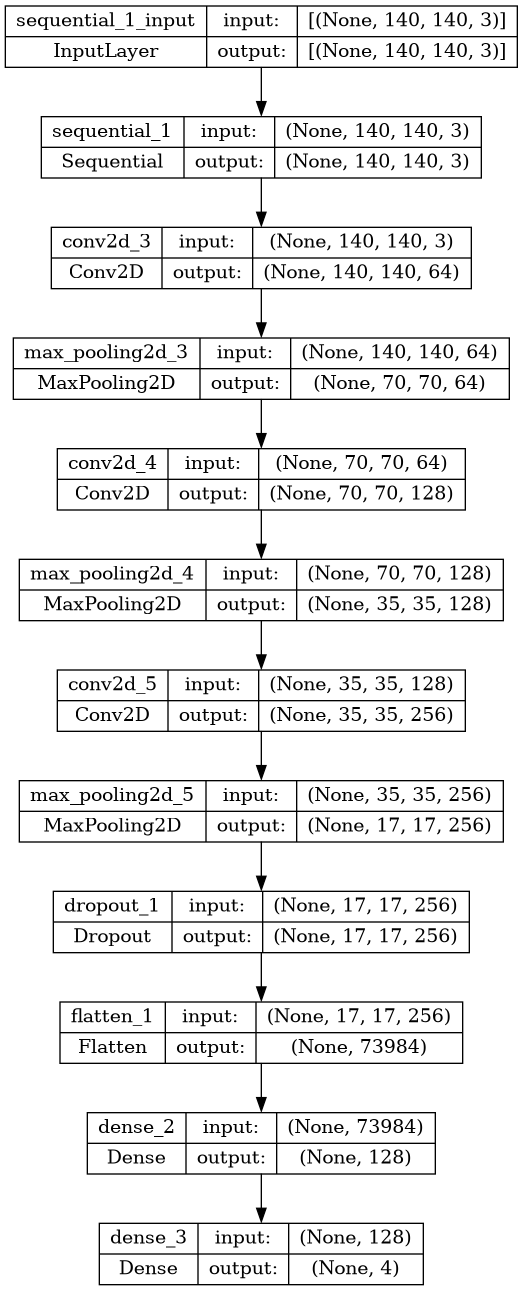 sequential_1_input input: [(None, 140, 140, 3)]
InputLayer output: [(None, 140, 140, 3)]
sequential_1 input: (None, 140, 140, 3)
Sequential output: (None, 140, 140, 3)
conv2d_3 input: (None, 140, 140, 3)
Conv2D output: (None, 140, 140, 64)
max_pooling2d_3 input: (None, 140, 140, 64)
MaxPooling2D output: (None, 70, 70, 64)
conv2d_4 input: (None, 70, 70, 64)
Conv2D output: (None, 70, 70, 128)
max_pooling2d_4 input: (None, 70, 70, 128)
MaxPooling2D output: (None, 35, 35, 128)
conv2d_5 input: (None, 35, 35, 128)
Conv2D output: (None, 35, 35, 256)
max_pooling2d_5 input: (None, 35, 35, 256)
MaxPooling2D output: (None, 17, 17, 256)
dropout_1 input: (None, 17, 17, 256)
Dropout output: (None, 17, 17, 256)
flatten_1 input: (None, 17, 17, 256)
Flatten output: (None, 73984)
dense_2 input: (None, 73984)
Dense output: (None, 128)
dense_3 input: (None, 128)
Dense output: (None, 4)